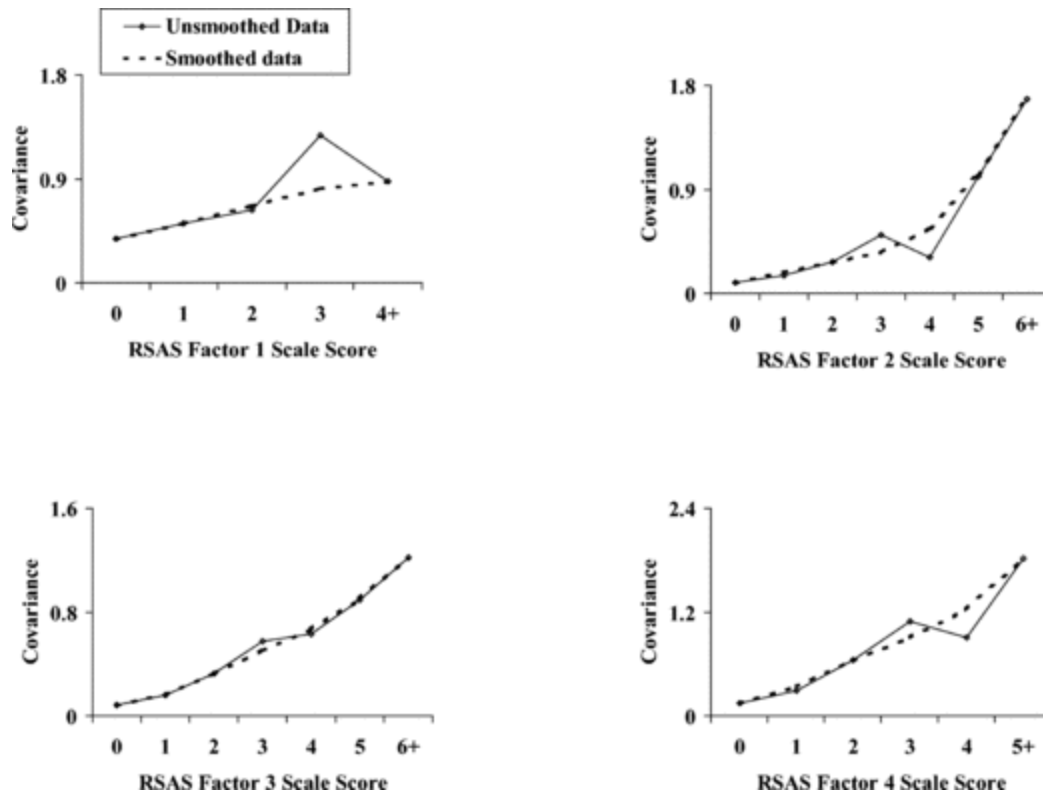 Unsmoothed Data
Smoothed data
1.8
0.9
0
Covariance
0 1 2 3 4+
RSAS Factor 1 Scale Score
1.8
0.9
0
Covariance
0 1 2 3 4 5 6+
RSAS Factor 2 Scale Score
1.6
0.8
0
Covariance
0 1 2 3 4 5 6+
RSAS Factor 3 Scale Score
2.4
1.2
0
Covariance
0 1 2 3 4 5+
RSAS Factor 4 Scale Score